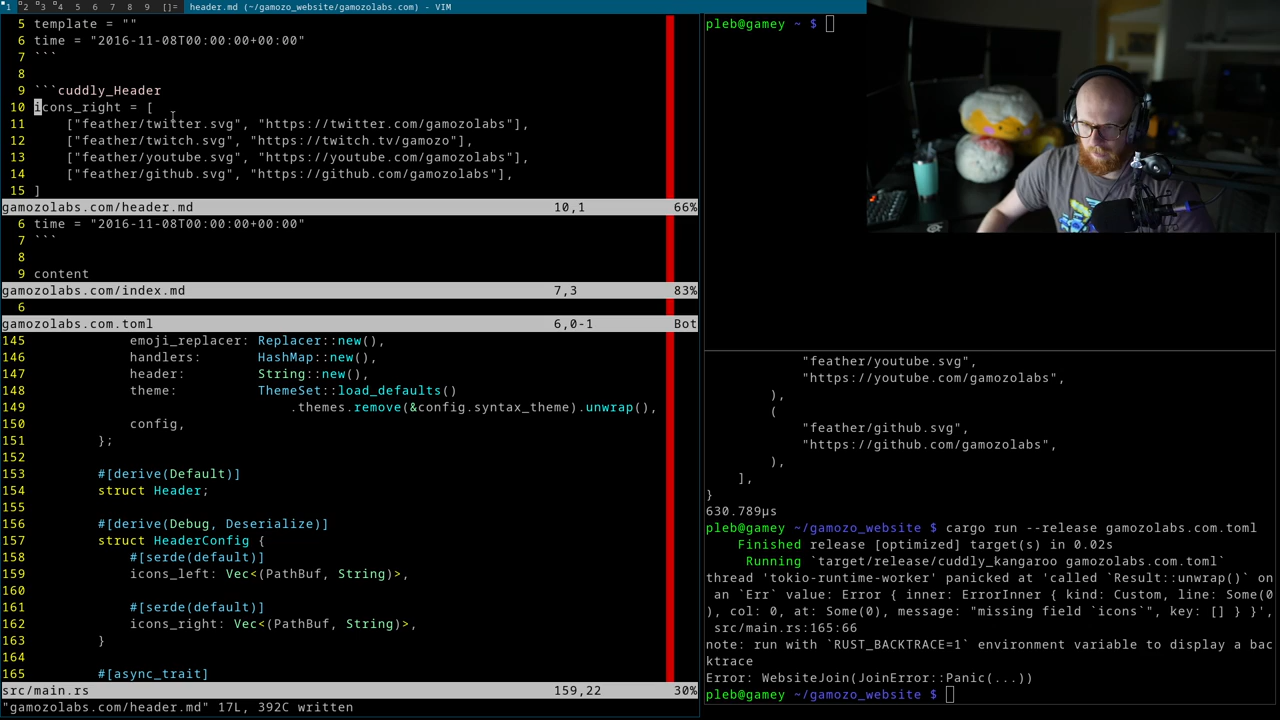 1 2 3 4 5 6 7 8 9 []= header.md (~/gamozo_website/gamozolabs.com) - VIM
5 template = ""
6 time = "2016-11-08T00:00:00+00:00"
7 ```
8
9 ```cuddly_Header
10 icons_right = [
11 ["feather/twitter.svg", "https://twitter.com/gamozolabs"],
12 ["feather/twitch.svg", "https://twitch.tv/gamozo"],
13 ["feather/youtube.svg", "https://youtube.com/gamozolabs"],
14 ["feather/github.svg", "https://github.com/gamozolabs"],
15 ]
gamozolabs.com/header.md 10,1 66%
6 time = "2016-11-08T00:00:00+00:00"
7 ```
8
9 content
gamozolabs.com/index.md 7,3 83%
6
gamozolabs.com.toml 6,0-1 Bot
145 emoji_replacer: Replacer::new(),
146 handlers: HashMap::new(),
147 header: String::new(),
148 theme: ThemeSet::load_defaults()
149 .themes.remove(&config.syntax_theme).unwrap(),
150 config,
151 };
152
153 #[derive(Default)]
154 struct Header;
155
156 #[derive(Debug, Deserialize)]
157 struct HeaderConfig {
158 #[serde(default)]
159 icons_left: Vec<(PathBuf, String)>,
160
161 #[serde(default)]
162 icons_right: Vec<(PathBuf, String)>,
163 }
164
165 #[async_trait]
src/main.rs 159,22 30%
"gamozolabs.com/header.md" 17L, 392C written
pleb@gamey ~ $
"feather/youtube.svg",
"https://youtube.com/gamozolabs",
),
(
"feather/github.svg",
"https://github.com/gamozolabs",
),
],
}
630.789µs
pleb@gamey ~/gamozo_website $ cargo run --release gamozolabs.com.toml
Finished release [optimized] target(s) in 0.02s
Running `target/release/cuddly_kangaroo gamozolabs.com.toml`
thread 'tokio-runtime-worker' panicked at 'called `Result::unwrap()` on
an `Err` value: Error { inner: ErrorInner { kind: Custom, line: Some(0
), col: 0, at: Some(0), message: "missing field `icons`", key: [] } }',
src/main.rs:165:66
note: run with `RUST_BACKTRACE=1` environment variable to display a bac
ktrace
Error: WebsiteJoin(JoinError::Panic(...))
pleb@gamey ~/gamozo_website $